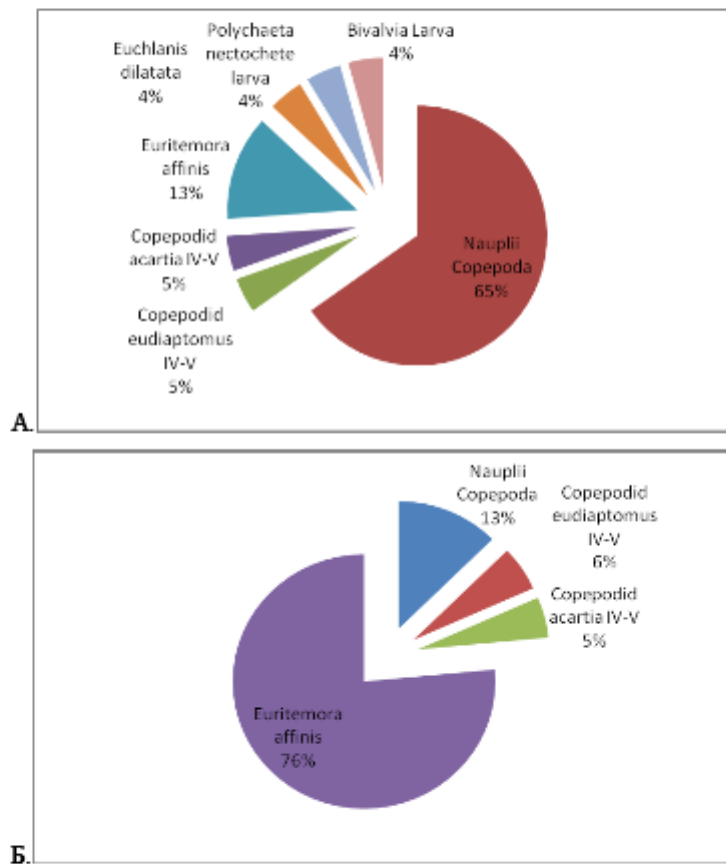 Polychaeta
nectochete
larva
4%
Bivalvia Larva
4%
Euchlanis
dilatata
4%
Euritemora
affinis
13%
Nauplii
Copepoda
65%
Copepodid
acartia IV-V
5%
Copepodid
eudiaptomus
IV-V
5%
А.
Nauplii
Copepoda
13%
Copepodid
eudiaptomus
IV-V
6%
Copepodid
acartia IV-V
5%
Euritemora
affinis
76%
Б.